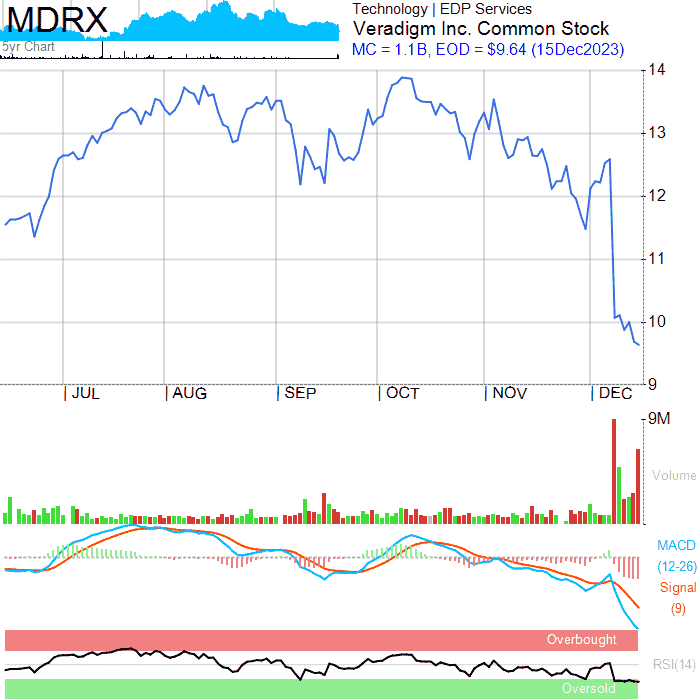 MDRX
5yr Chart
Technology | EDP Services
Veradigm Inc. Common Stock
MC = 1.1B, EOD = $9.64 (15Dec2023)
14
13
12
11
10
9
JUL AUG SEP OCT NOV DEC
9M
Volume
MACD
(12-26)
Signal
(9)
Overbought
RSI(14)
Oversold